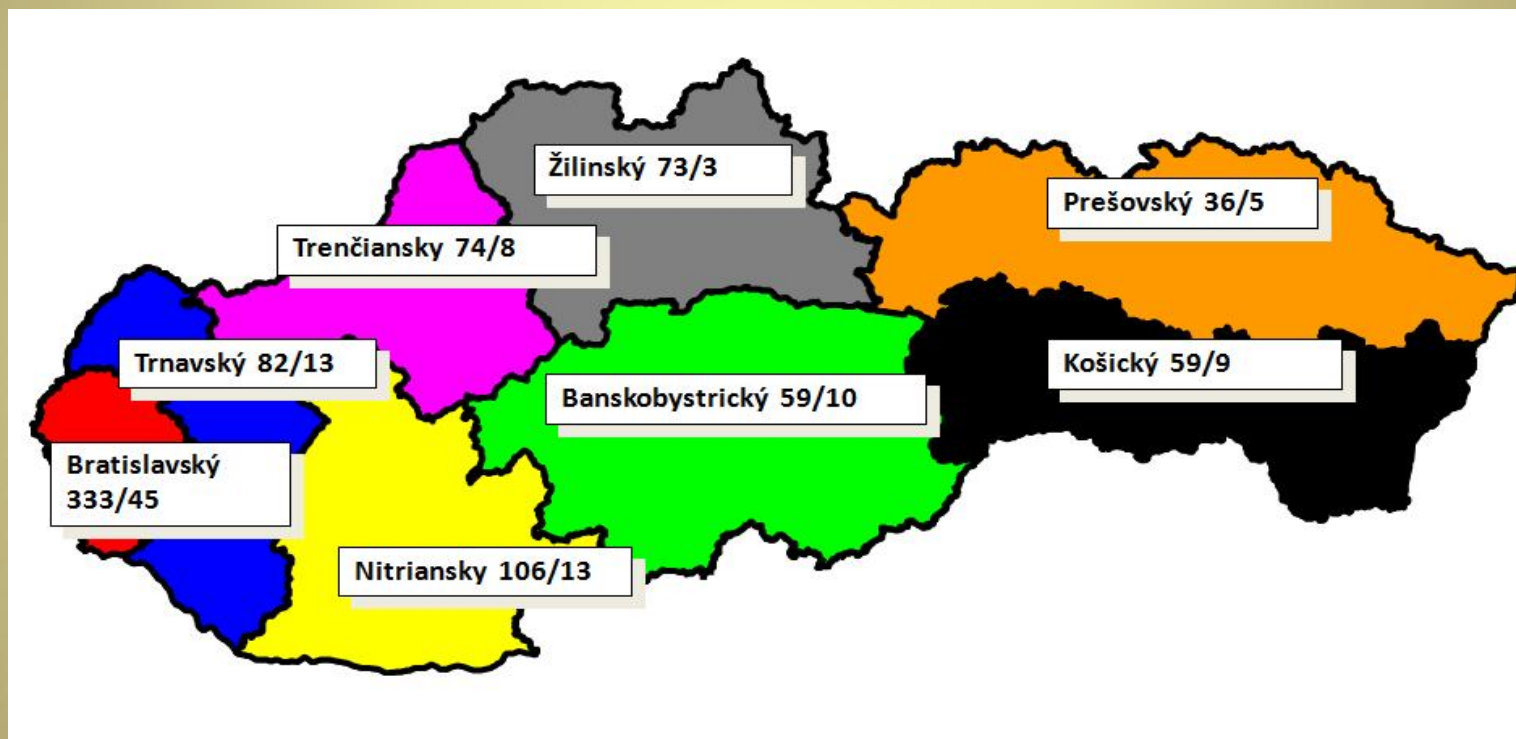 Žilinský 73/3
Prešovský 36/5
Trenčiansky 74/8
Trnavský 82/13
Košický 59/9
Banskobystrický 59/10
Bratislavský
333/45
Nitriansky 106/13